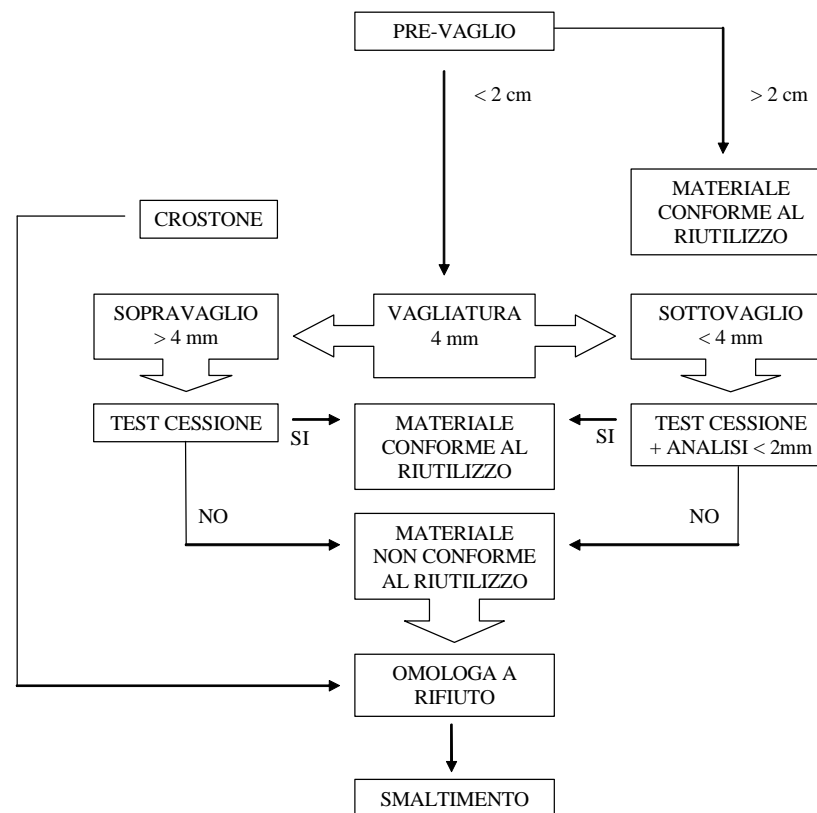 PRE-VAGLIO
< 2 cm
> 2 cm
MATERIALE
CONFORME AL
RIUTILIZZO
CROSTONE
SOPRAVAGLIO
> 4 mm
VAGLIATURA
4 mm
SOTTOVAGLIO
< 4 mm
TEST CESSIONE
SI
MATERIALE
CONFORME AL
RIUTILIZZO
SI
TEST CESSIONE
+ ANALISI < 2mm
NO
MATERIALE
NON CONFORME
AL RIUTILIZZO
NO
OMOLOGA A
RIFIUTO
SMALTIMENTO